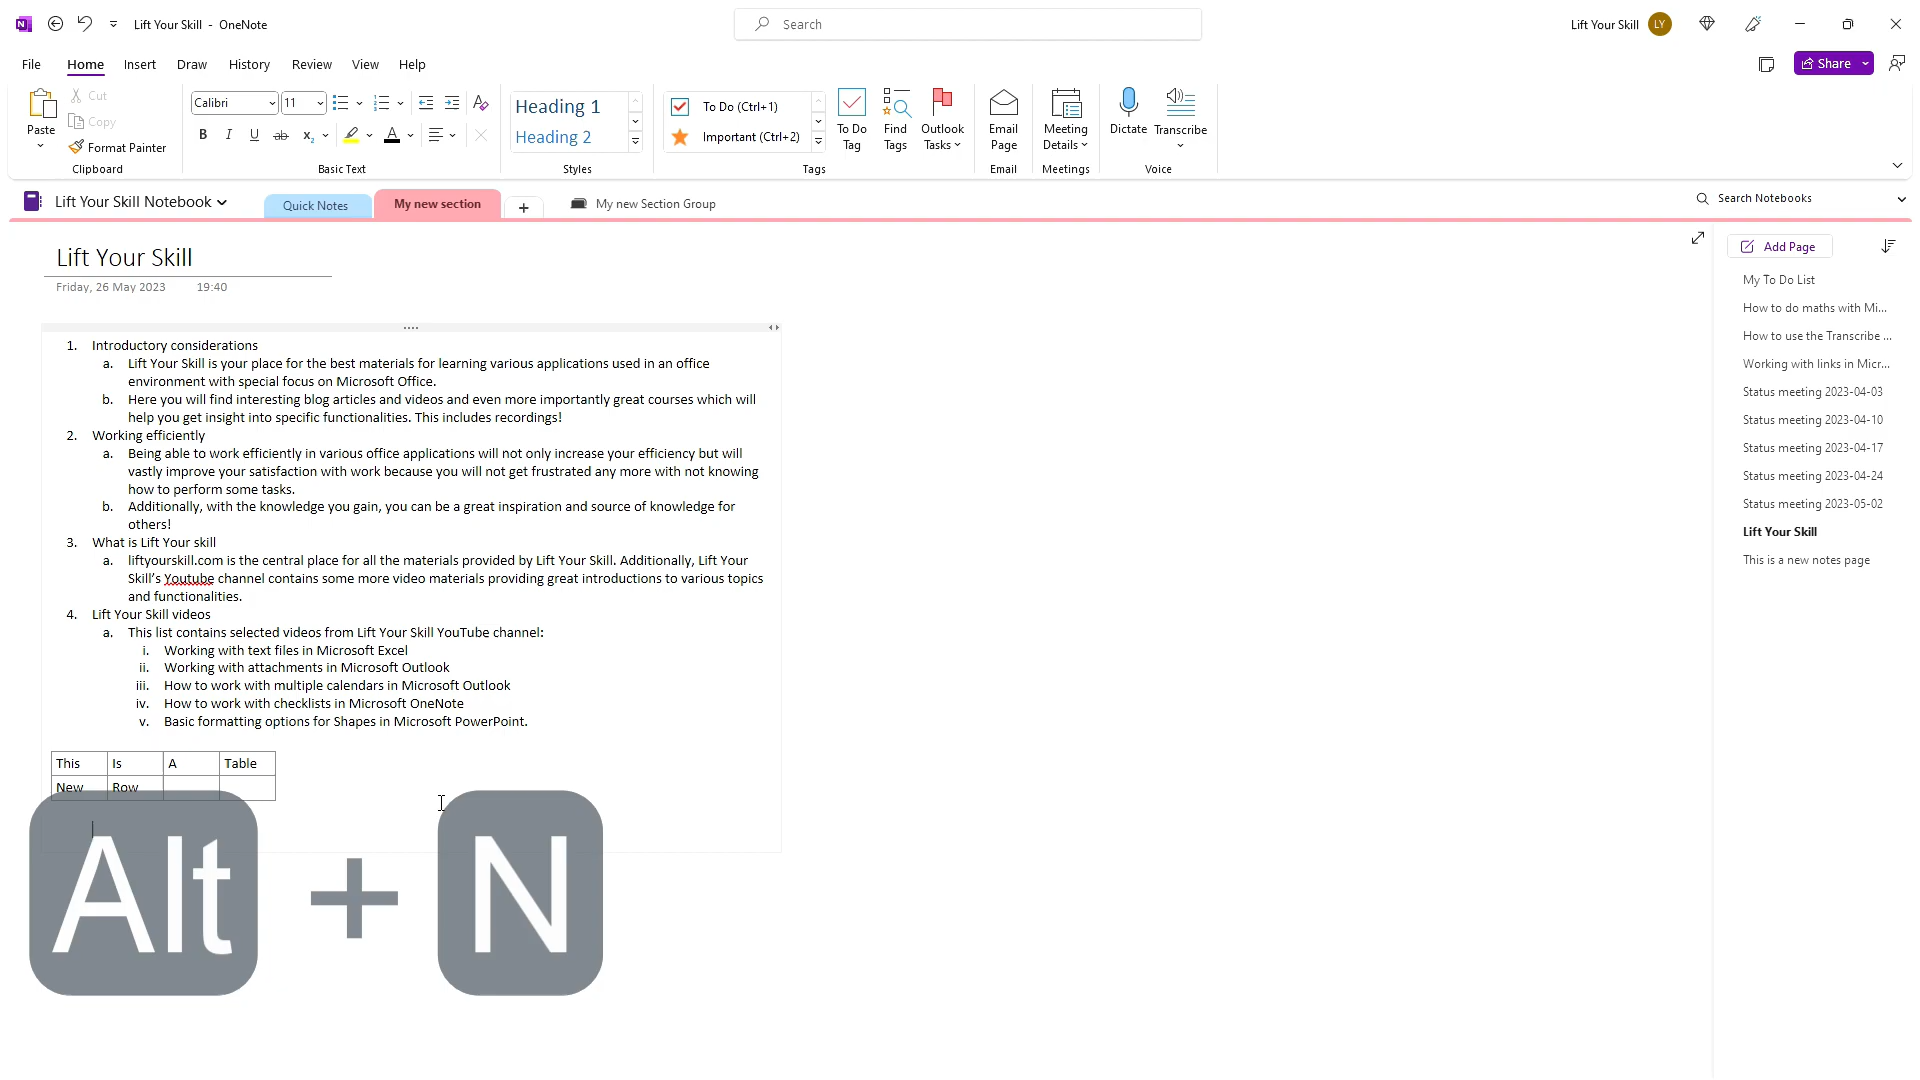 Lift Your Skill - OneNote
Search
Lift Your Skill LY
File Home Insert Draw History Review View Help
Share
Paste
Cut
Copy
Format Painter
Clipboard
Calibri 11
B I U ab x₂ A
Basic Text
Heading 1
Heading 2
Styles
To Do (Ctrl+1)
Important (Ctrl+2)
To Do Tag
Find Tags
Outlook Tasks
Tags
Email Page
Email
Meeting Details
Meetings
Dictate
Transcribe
Voice
Lift Your Skill Notebook
Quick Notes
My new section
+
My new Section Group
Search Notebooks
Lift Your Skill
Friday, 26 May 2023 19:40
1. Introductory considerations
a. Lift Your Skill is your place for the best materials for learning various applications used in an office
environment with special focus on Microsoft Office.
b. Here you will find interesting blog articles and videos and even more importantly great courses which will
help you get insight into specific functionalities. This includes recordings!
2. Working efficiently
a. Being able to work efficiently in various office applications will not only increase your efficiency but will
vastly improve your satisfaction with work because you will not get frustrated any more with not knowing
how to perform some tasks.
b. Additionally, with the knowledge you gain, you can be a great inspiration and source of knowledge for
others!
3. What is Lift Your skill
a. liftyourskill.com is the central place for all the materials provided by Lift Your Skill. Additionally, Lift Your
Skill's Youtube channel contains some more video materials providing great introductions to various topics
and functionalities.
4. Lift Your Skill videos
a. This list contains selected videos from Lift Your Skill YouTube channel:
i. Working with text files in Microsoft Excel
ii. Working with attachments in Microsoft Outlook
iii. How to work with multiple calendars in Microsoft Outlook
iv. How to work with checklists in Microsoft OneNote
v. Basic formatting options for Shapes in Microsoft PowerPoint.
This Is A Table
New Row
Alt + N
Add Page
My To Do List
How to do maths with Mi...
How to use the Transcribe ...
Working with links in Micr...
Status meeting 2023-04-03
Status meeting 2023-04-10
Status meeting 2023-04-17
Status meeting 2023-04-24
Status meeting 2023-05-02
Lift Your Skill
This is a new notes page